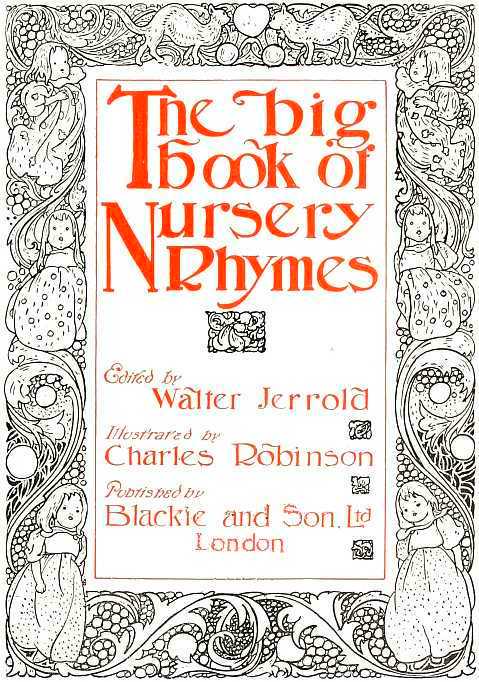 The big
book of
Nursery
Rhymes
Edited by
Walter Jerrold
Illustrated by
Charles Robinson
Published by
Blackie and Son. Ltd
London